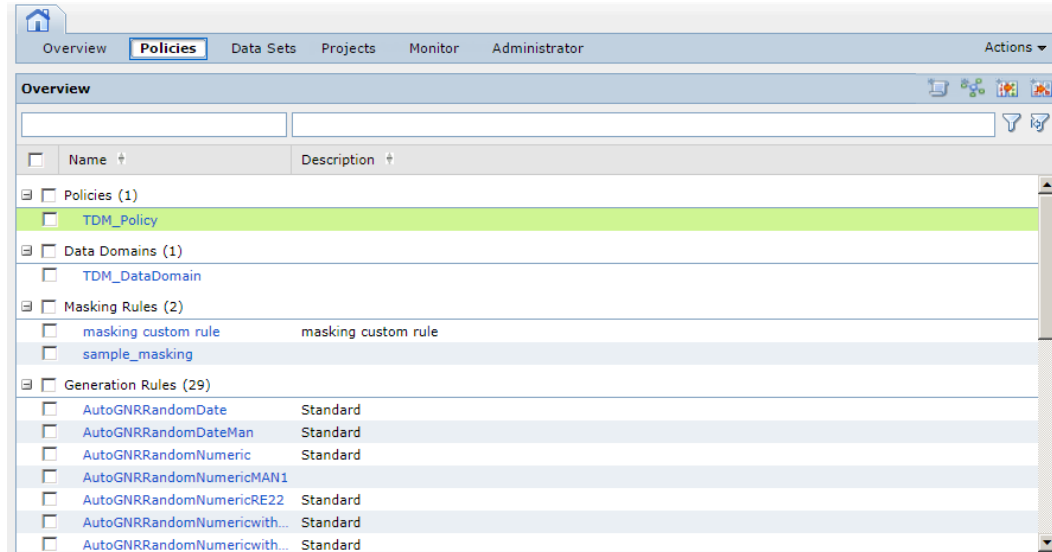 Overview Policies Data Sets Projects Monitor Administrator Actions
Overview
Name Description
Policies (1)
TDM_Policy
Data Domains (1)
TDM_DataDomain
Masking Rules (2)
masking custom rule masking custom rule
sample_masking
Generation Rules (29)
AutoGNRRandomDate Standard
AutoGNRRandomDateMan Standard
AutoGNRRandomNumeric Standard
AutoGNRRandomNumericMAN1
AutoGNRRandomNumericRE22 Standard
AutoGNRRandomNumericwith... Standard
AutoGNRRandomNumericwith... Standard